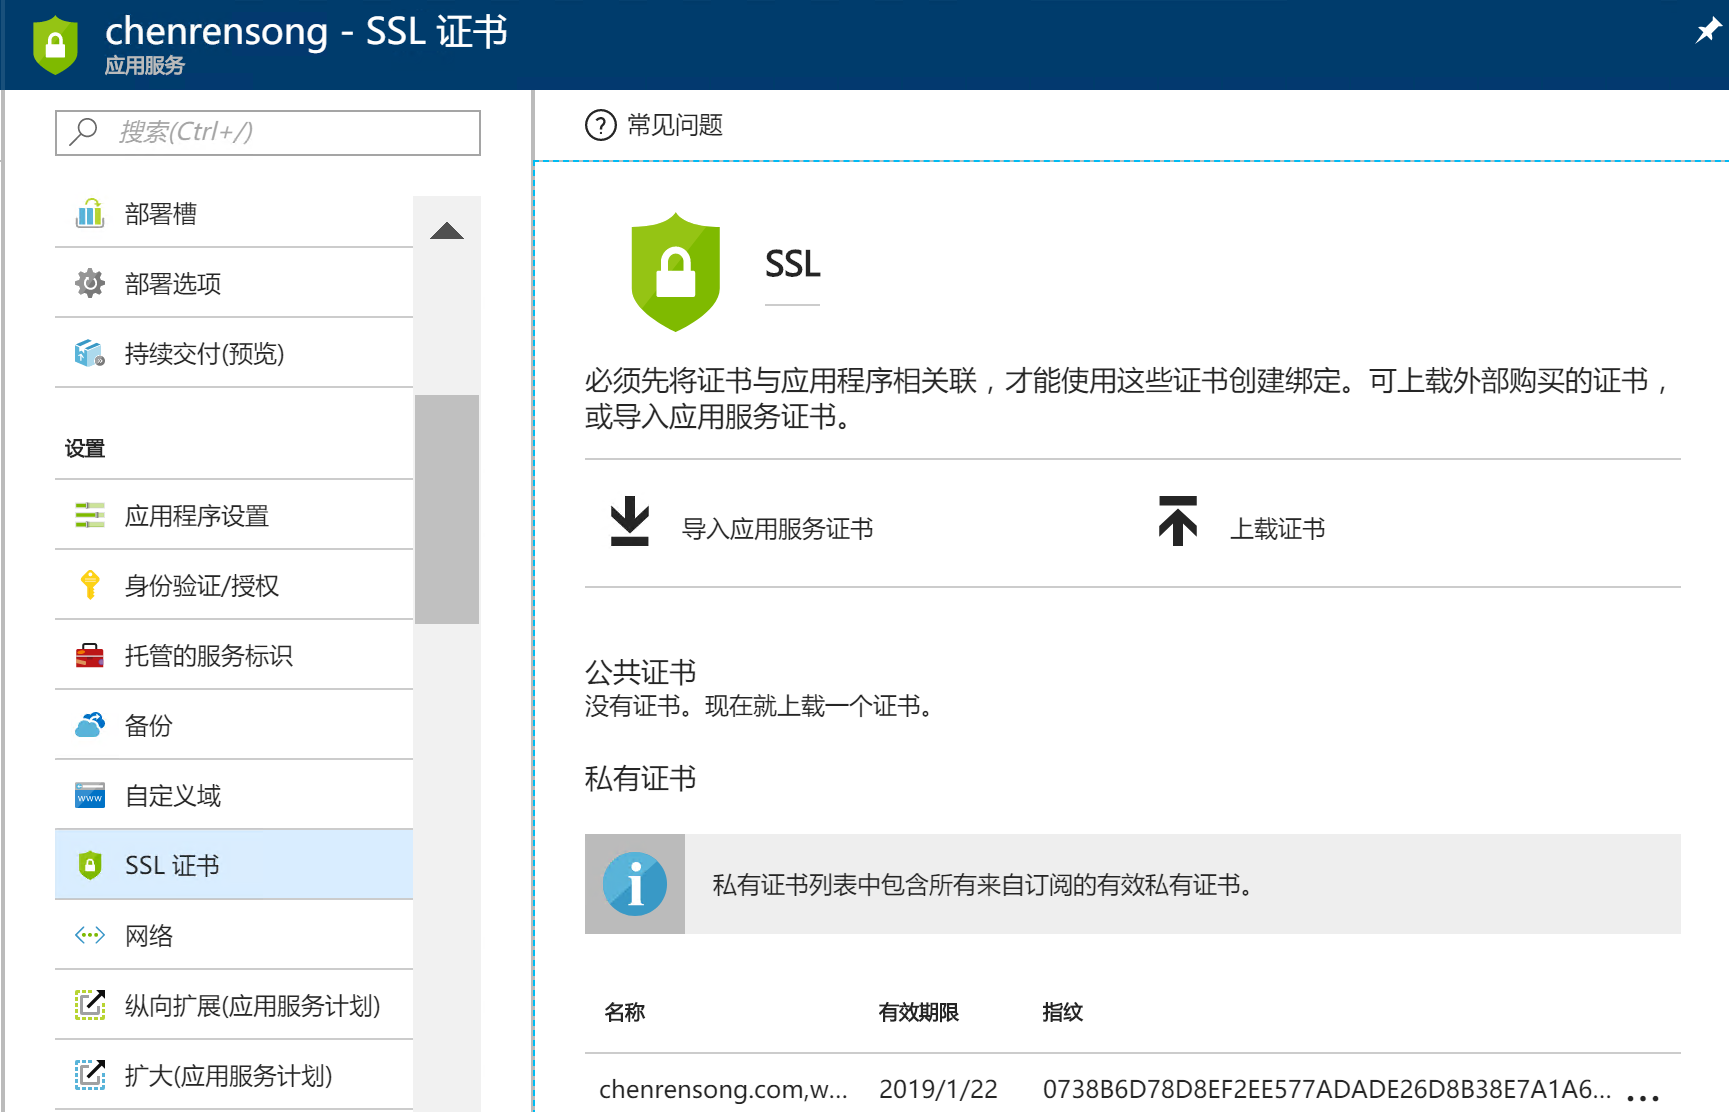 chenrensong - SSL 证书
应用服务
搜索(Ctrl+/)
部署槽
部署选项
持续交付(预览)
设置
应用程序设置
身份验证/授权
托管的服务标识
备份
自定义域
SSL 证书
网络
纵向扩展(应用服务计划)
扩大(应用服务计划)
常见问题
SSL
必须先将证书与应用程序相关联，才能使用这些证书创建绑定。可上载外部购买的证书，
或导入应用服务证书。
导入应用服务证书 上载证书
公共证书
没有证书。现在就上载一个证书。
私有证书
私有证书列表中包含所有来自订阅的有效私有证书。
名称 有效期限 指纹
chenrensong.com,w... 2019/1/22 0738B6D78D8EF2EE577ADADE26D8B38E7A1A6... ...